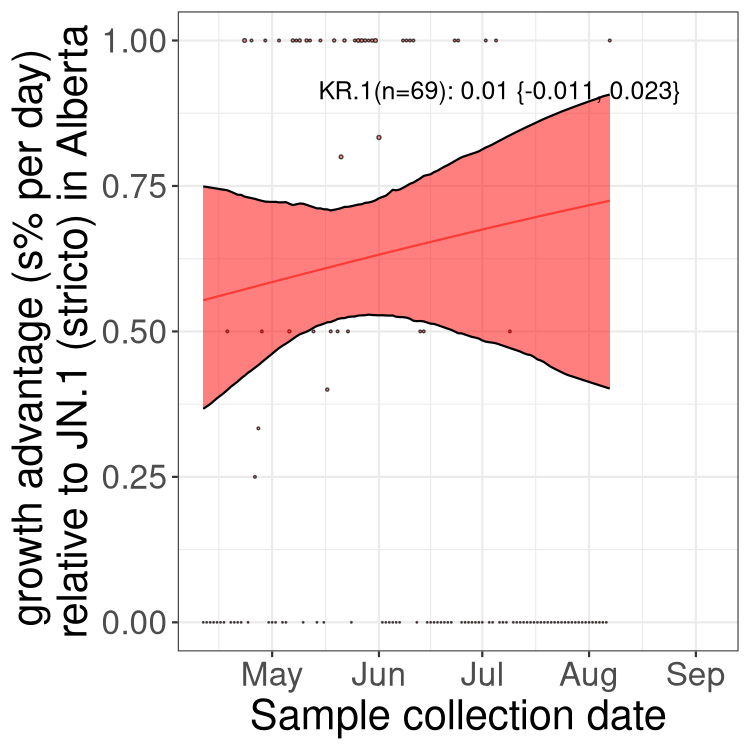 growth advantage (s% per day)
relative to JN.1 (stricto) in Alberta
1.00
0.75
0.50
0.25
0.00
KR.1(n=69): 0.01 {-0.011, 0.023}
May Jun Jul Aug Sep
Sample collection date